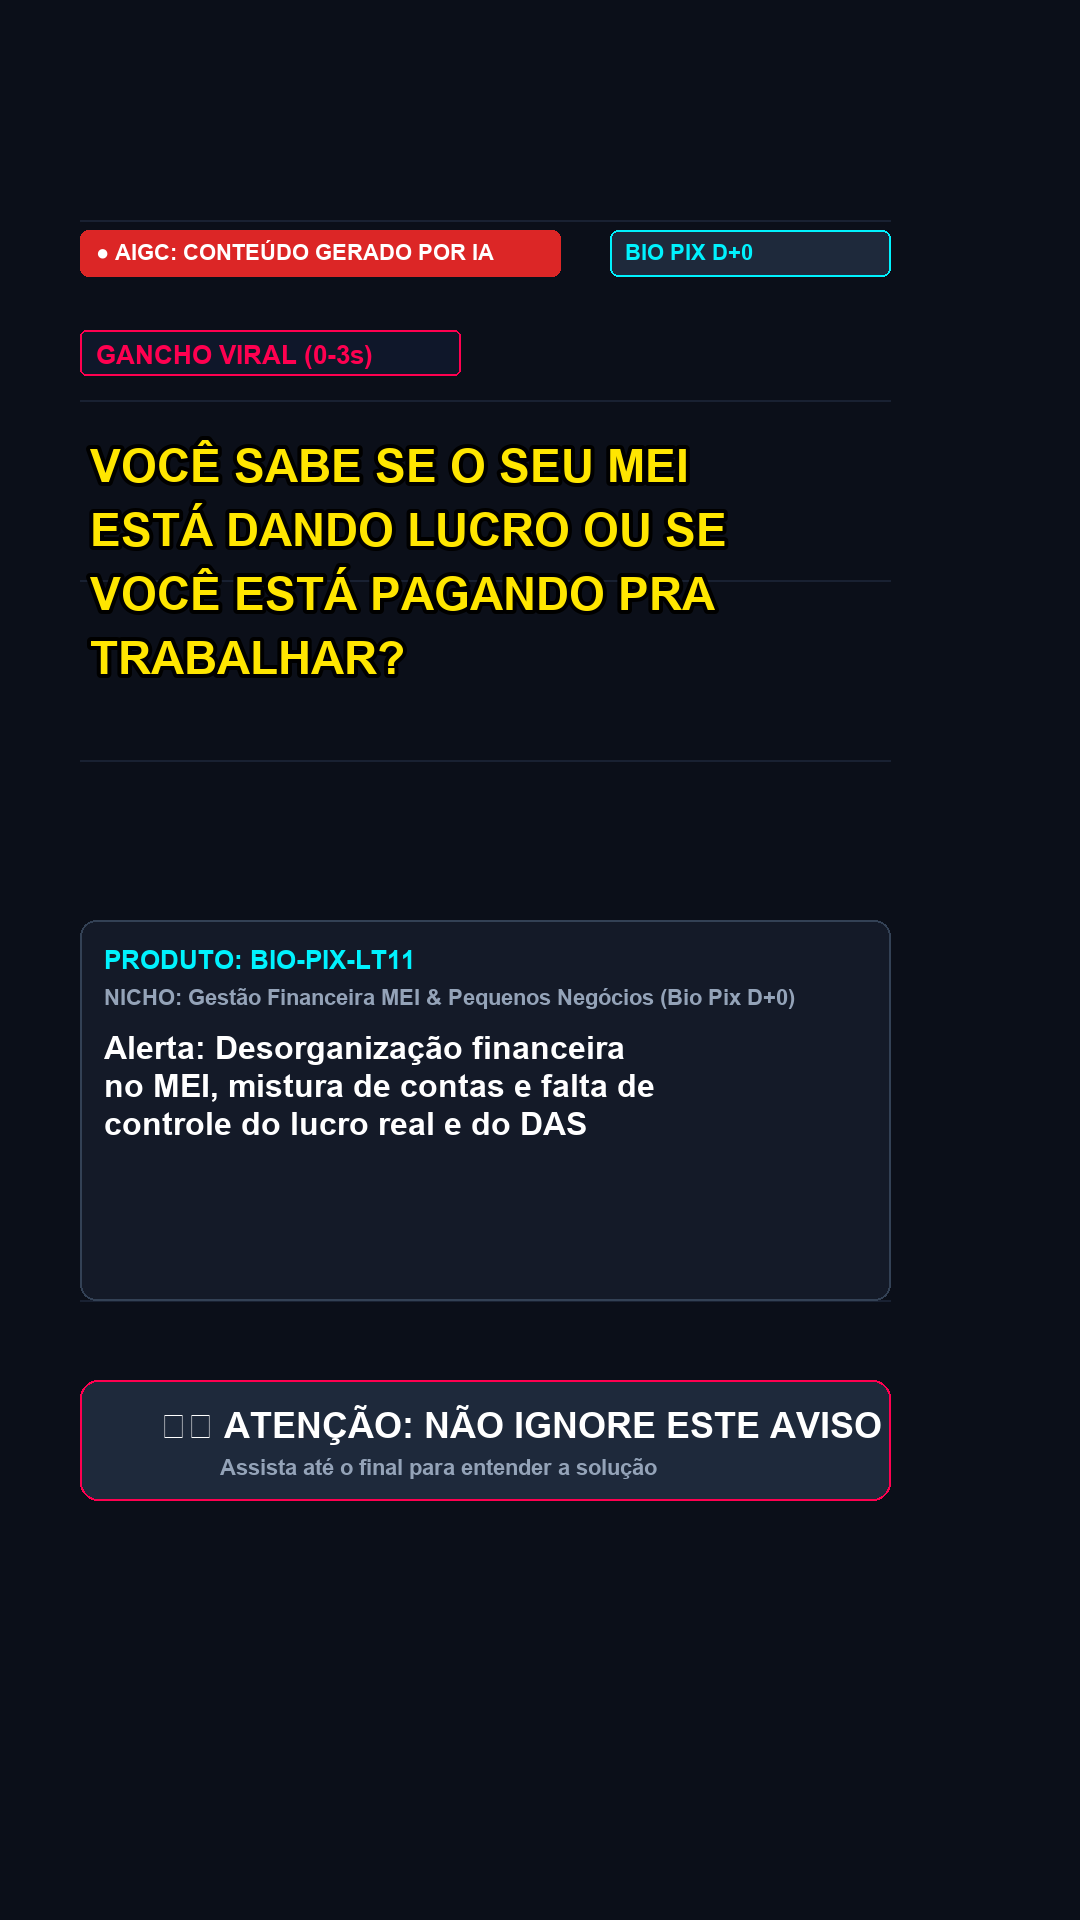 ● AIGC: CONTEÚDO GERADO POR IA
BIO PIX D+0
GANCHO VIRAL (0-3s)
VOCÊ SABE SE O SEU MEI
ESTÁ DANDO LUCRO OU SE
VOCÊ ESTÁ PAGANDO PRA
TRABALHAR?
PRODUTO: BIO-PIX-LT11
NICHO: Gestão Financeira MEI & Pequenos Negócios (Bio Pix D+0)
Alerta: Desorganização financeira
no MEI, mistura de contas e falta de
controle do lucro real e do DAS
ATENÇÃO: NÃO IGNORE ESTE AVISO
Assista até o final para entender a solução